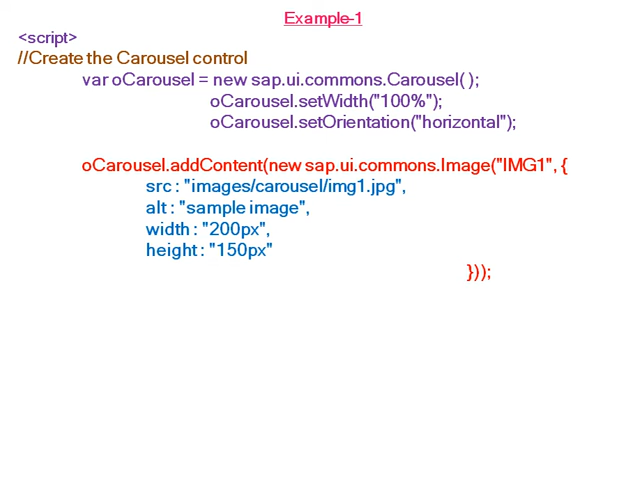 Example-1
<script>
//Create the Carousel control
var oCarousel = new sap.ui.commons.Carousel( );
oCarousel.setWidth("100%");
oCarousel.setOrientation("horizontal");
oCarousel.addContent(new sap.ui.commons.Image("IMG1", {
src : "images/carousel/img1.jpg",
alt : "sample image",
width : "200px",
height : "150px"
}));